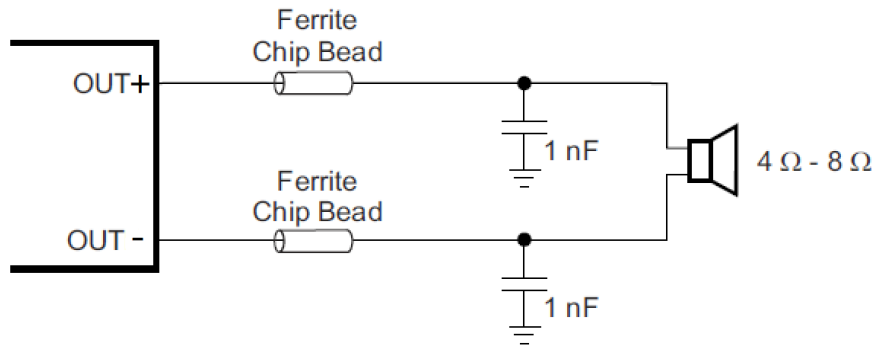 Ferrite
Chip Bead
OUT+
1 nF
4 Ω - 8 Ω
Ferrite
Chip Bead
OUT -
1 nF